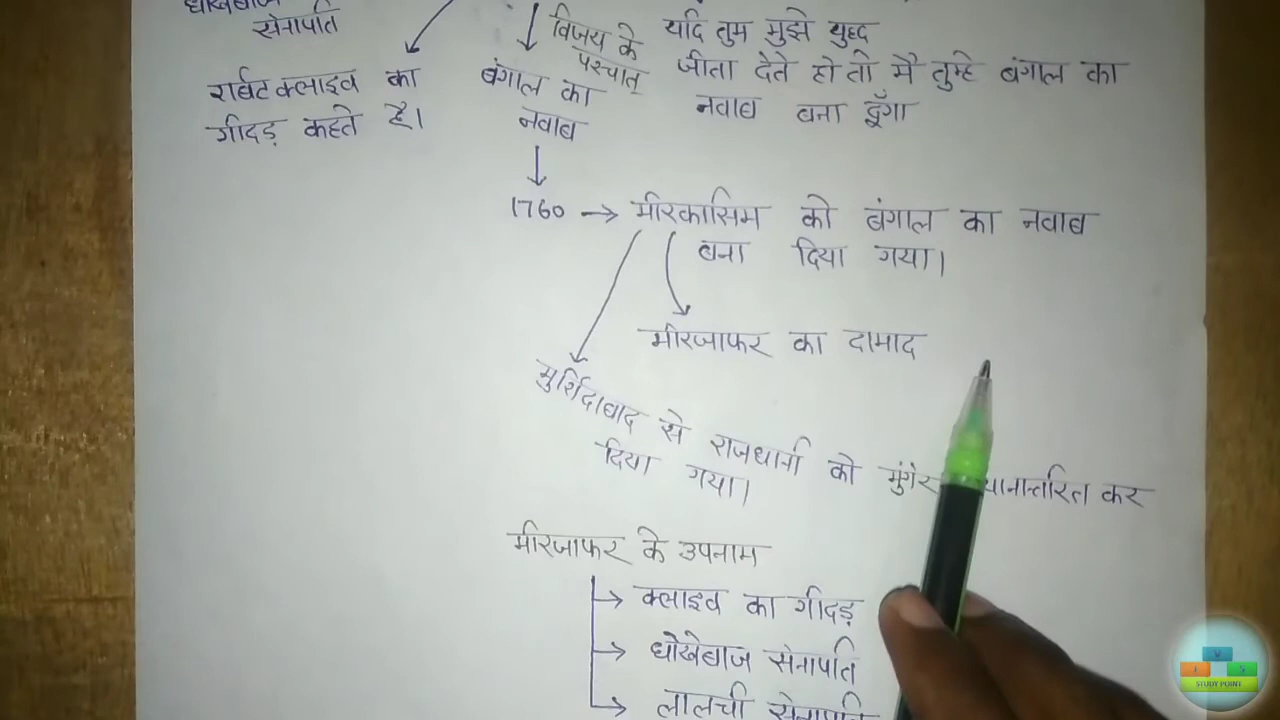 धोखेबाज
सेनापति
रार्बट क्लाइव का
गीदड़ कहते है।
विजय के
पश्चात्
बंगाल का
नवाब
यदि तुम मुझे युध्द
जीता देते हो तो मै तुम्हे बंगाल का
नवाब बना दूँगा
1760 → मीरकासिम को बंगाल का नवाब
बना दिया गया।
मीरजाफर का दामाद
मुर्शिदाबाद से राजधानी को मुंगेर कर
दिया गया।
मीरजाफर के उपनाम
क्लाइव का गीदड़
धोखेबाज सेनापति
लालची सेनापति
STUDY POINT